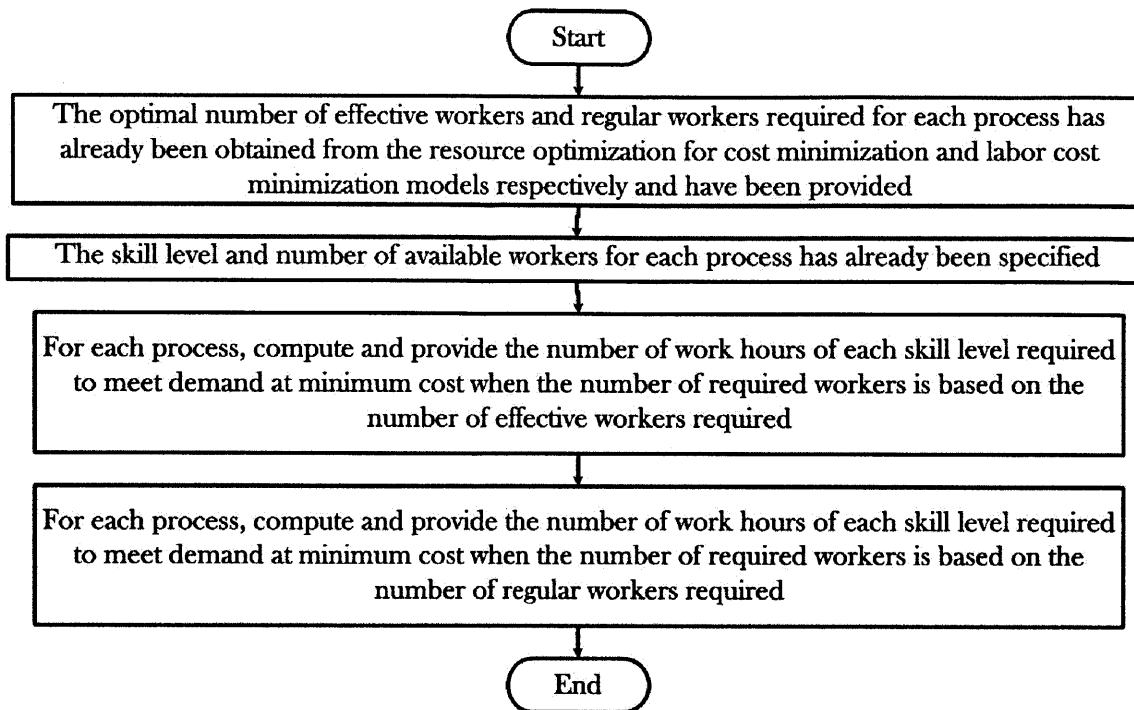 Start
The optimal number of effective workers and regular workers required for each process has
already been obtained from the resource optimization for cost minimization and labor cost
minimization models respectively and have been provided
The skill level and number of available workers for each process has already been specified
For each process, compute and provide the number of work hours of each skill level required
to meet demand at minimum cost when the number of required workers is based on the
number of effective workers required
For each process, compute and provide the number of work hours of each skill level required
to meet demand at minimum cost when the number of required workers is based on the
number of regular workers required
End